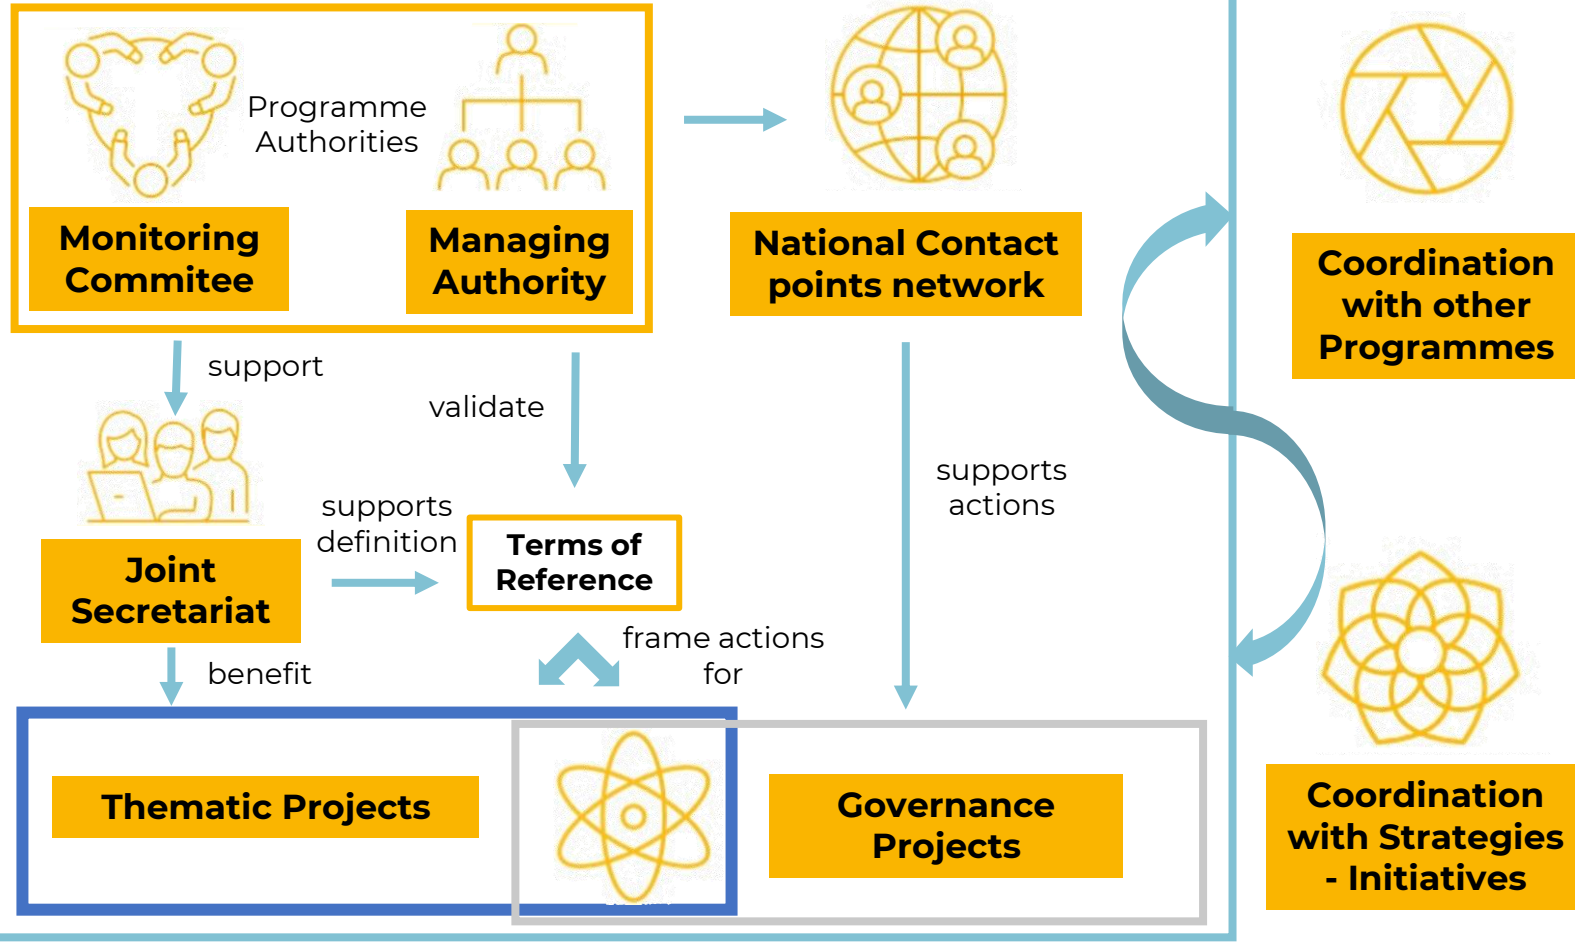 Programme
Authorities
Monitoring
Commitee
Managing
Authority
National Contact
points network
Coordination
with other
Programmes
support
validate
supports
actions
supports
definition
Terms of
Reference
Joint
Secretariat
frame actions
for
benefit
Thematic Projects
Governance
Projects
Coordination
with Strategies
- Initiatives